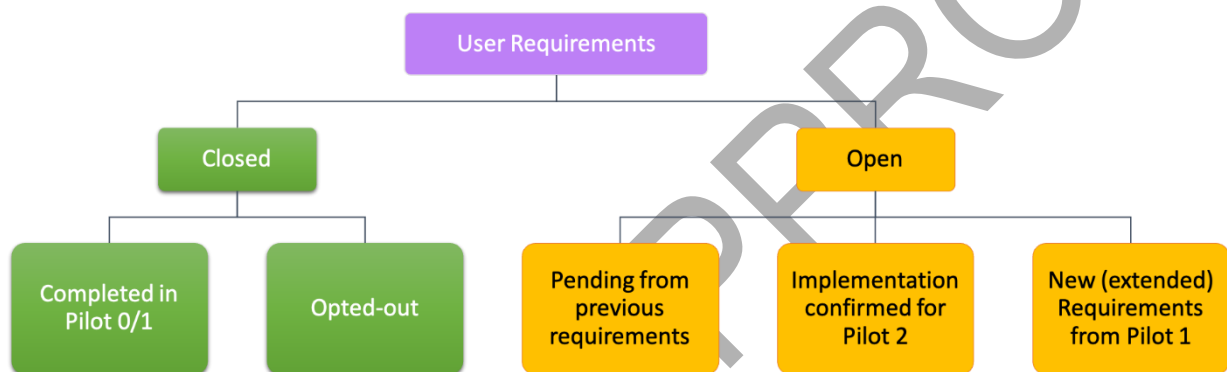 User Requirements
Closed
Open
Completed in
Pilot 0/1
Opted-out
Pending from
previous
requirements
Implementation
confirmed for
Pilot 2
New (extended)
Requirements
from Pilot 1
PPRO